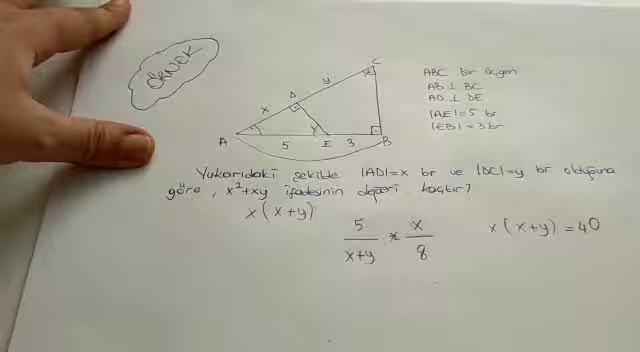 ÖRNEK
C
y
D
x
A
5
E
3
B
ABC bir üçgen
AB ⊥ BC
AD ⊥ DE
|AE| = 5 br
|EB| = 3 br
Yukarıdaki şekilde |AD|=x br ve |DC|=y br olduğuna
göre, x²+xy ifadesinin değeri kaçtır?
x(x+y)
5/(x+y) = x/8
x(x+y) = 40